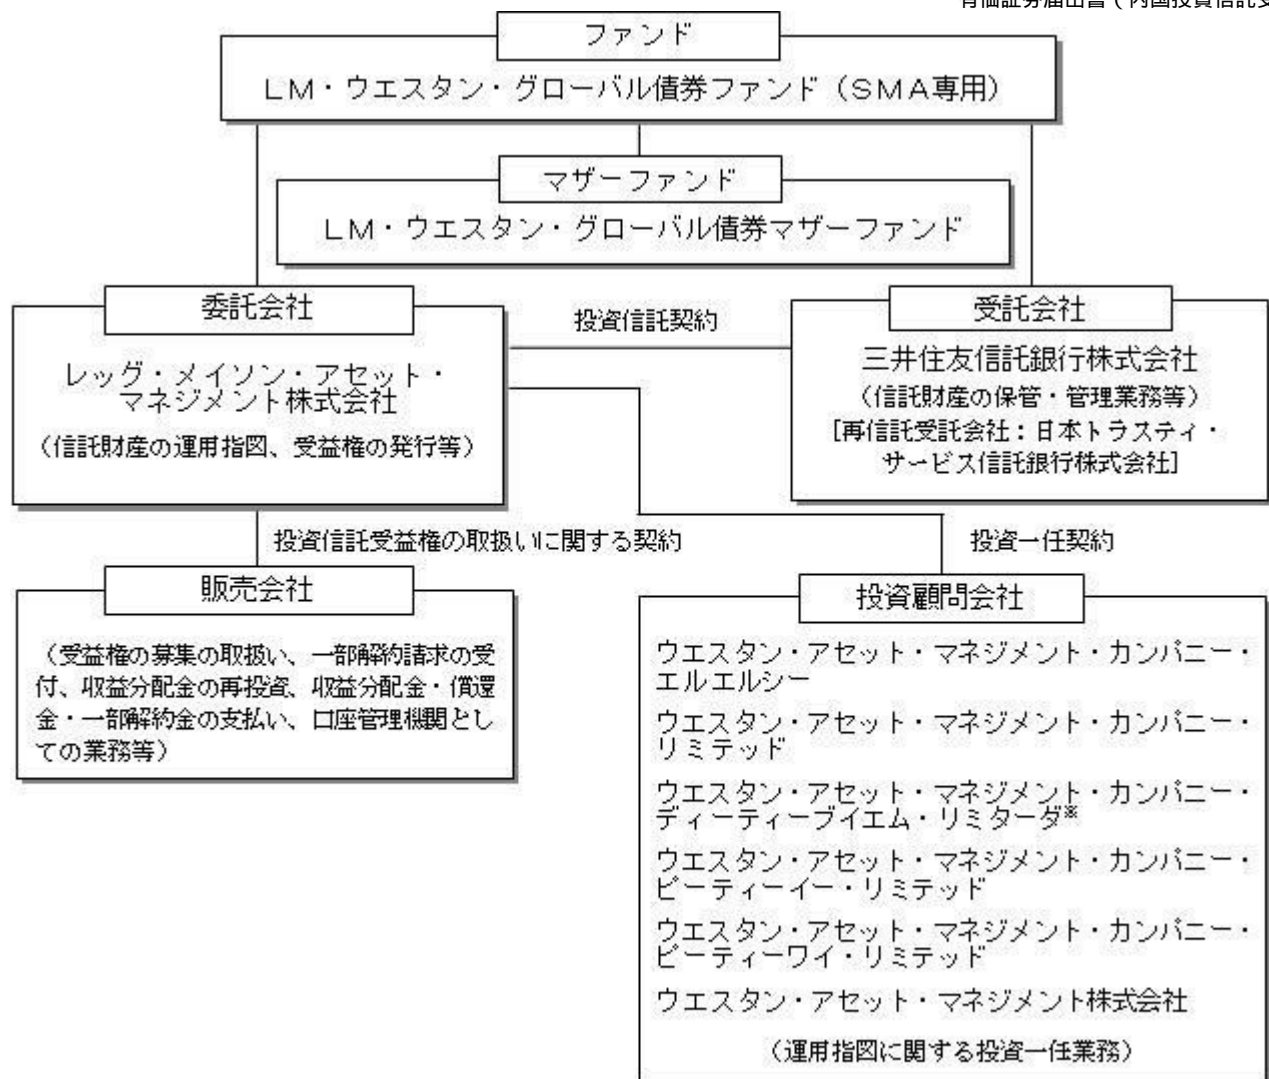 有価証券届出書(内国投資信託受
ファンド
LM・ウエスタン・グローバル債券ファンド(SMA専用)
マザーファンド
LM・ウエスタン・グローバル債券マザーファンド
委託会社
レッグ・メイソン・アセット・
マネジメント株式会社
(信託財産の運用指図、受益権の発行等)
投資信託契約
受託会社
三井住友信託銀行株式会社
(信託財産の保管・管理業務等)
[再信託受託会社:日本トラスティ・
サービス信託銀行株式会社]
投資信託受益権の取扱いに関する契約
投資一任契約
販売会社
(受益権の募集の取扱い、一部解約請求の受
付、収益分配金の再投資、収益分配金・償還
金・一部解約金の支払い、口座管理機関とし
ての業務等)
投資顧問会社
ウエスタン・アセット・マネジメント・カンパニー・
エルエルシー
ウエスタン・アセット・マネジメント・カンパニー・
リミテッド
ウエスタン・アセット・マネジメント・カンパニー・
ディーティーブイエム・リミターダ※
ウエスタン・アセット・マネジメント・カンパニー・
ピーティーイー・リミテッド
ウエスタン・アセット・マネジメント・カンパニー・
ピーティーワイ・リミテッド
ウエスタン・アセット・マネジメント株式会社
(運用指図に関する投資一任業務)